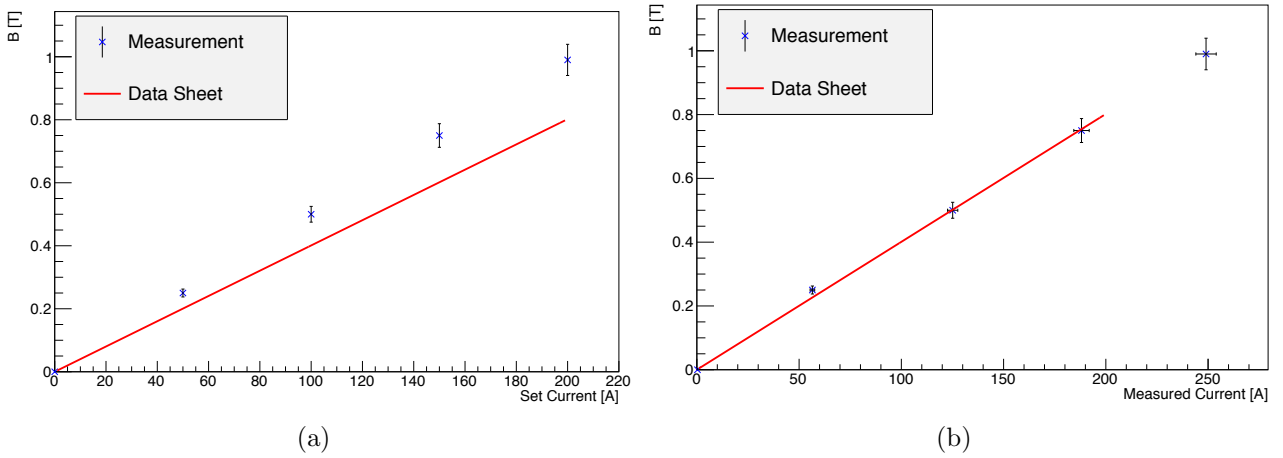 B [T]
Measurement
Data Sheet
1
0.8
0.6
0.4
0.2
0
0 20 40 60 80 100 120 140 160 180 200 220
Set Current [A]
(a)
B [T]
Measurement
Data Sheet
1
0.8
0.6
0.4
0.2
0
0 50 100 150 200 250
Measured Current [A]
(b)